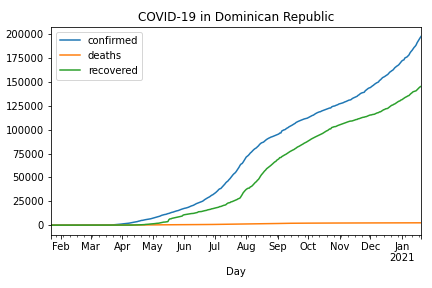 COVID-19 in Dominican Republic
confirmed
deaths
recovered
200000
175000
150000
125000
100000
75000
50000
25000
0
Feb Mar Apr May Jun Jul Aug Sep Oct Nov Dec Jan
2021
Day